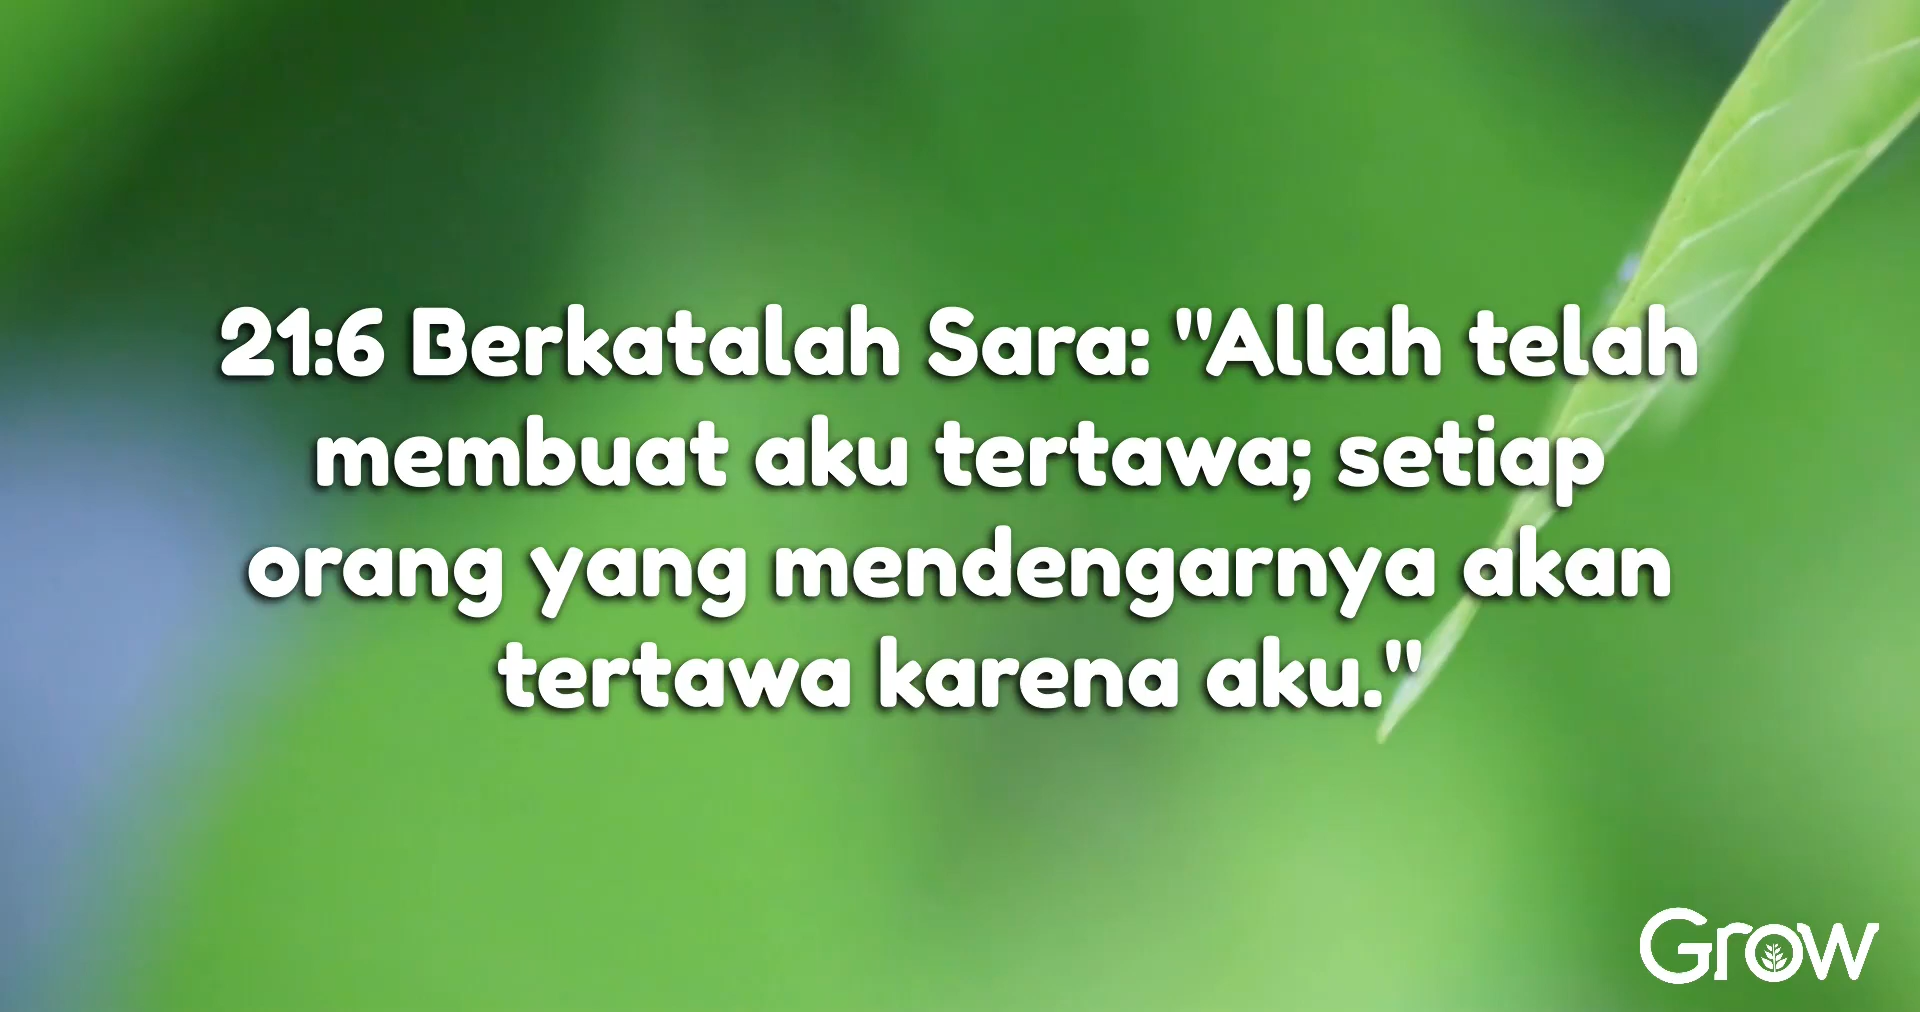 21:6 Berkatalah Sara: "Allah telah
membuat aku tertawa; setiap
orang yang mendengarnya akan
tertawa karena aku."
Grow